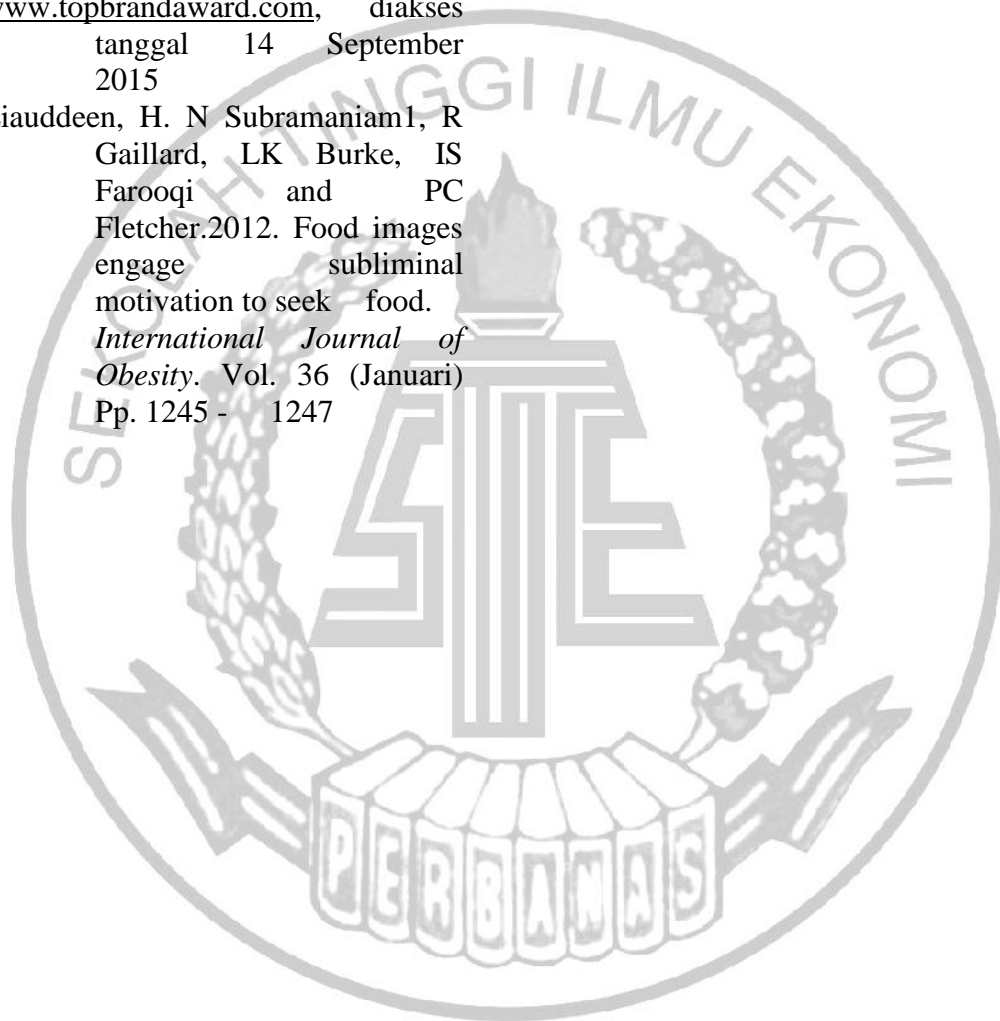 www.topbrandaward.com, diakses
tanggal 14 September
2015
iauddeen, H. N Subramaniam1, R
Gaillard, LK Burke, IS
Farooqi and PC
Fletcher.2012. Food images
engage subliminal
motivation to seek food.
International Journal of
Obesity. Vol. 36 (Januari)
Pp. 1245 - 1247
SEKOLAH TINGGI ILMU EKONOMI
STIE
PERBANAS